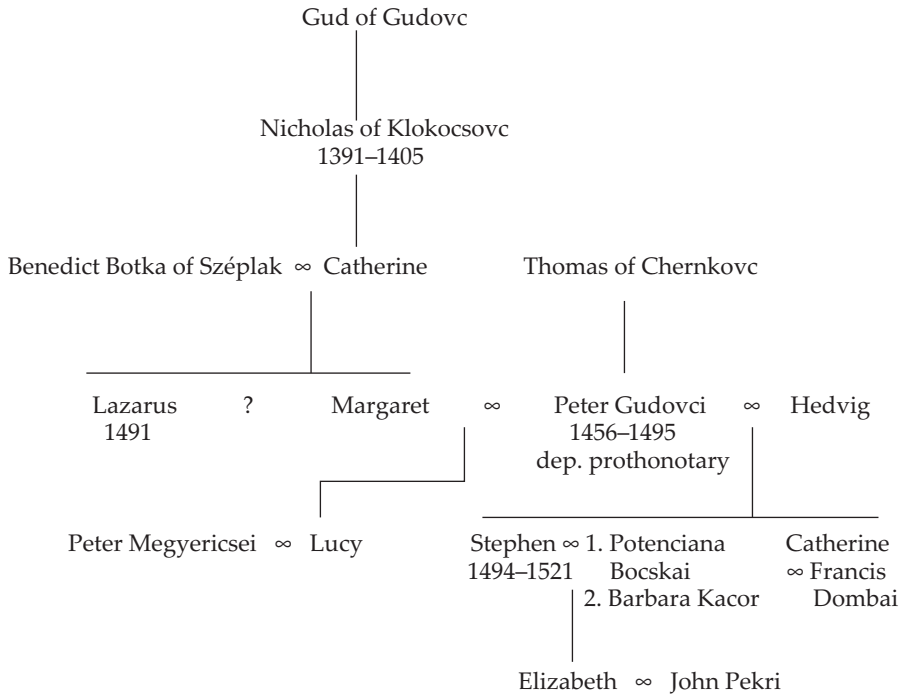 Gud of Gudovc
Nicholas of Klokocsovc
1391–1405
Benedict Botka of Széplak ∞ Catherine
Thomas of Chernkovc
Lazarus ? Margaret ∞ Peter Gudovci ∞ Hedvig
1491 1456–1495
dep. prothonotary
Peter Megyericsei ∞ Lucy
Stephen ∞ 1. Potenciana Catherine
1494–1521 Bocskai ∞ Francis
2. Barbara Kacor Dombai
Elizabeth ∞ John Pekri